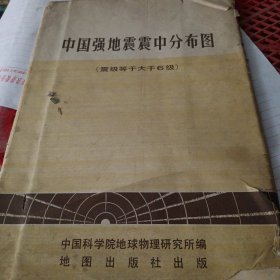 中国强地震震中分布图
(震级等于大于6级)
中国科学院地球物理研究所编
地图出版社出版